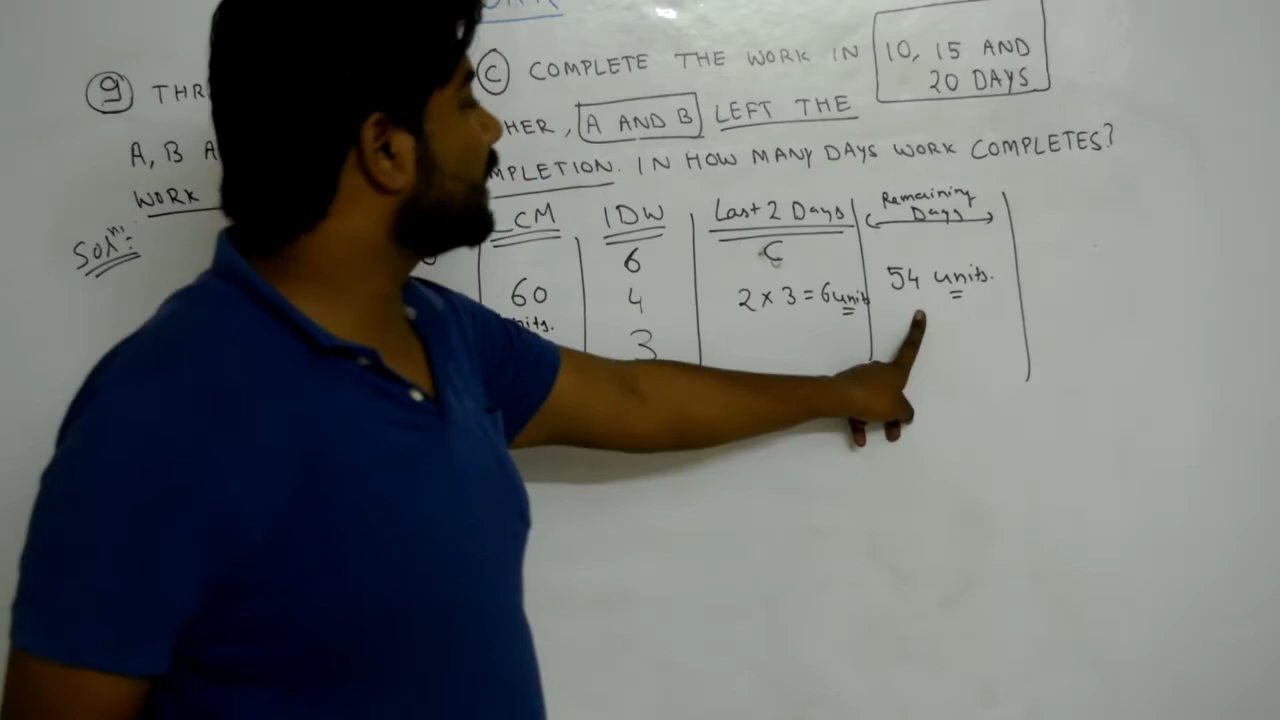 9 THR C COMPLETE THE WORK IN 10, 15 AND
20 DAYS
A, B A HER, A AND B LEFT THE
WORK MPLETION. IN HOW MANY DAYS WORK COMPLETES?
Solⁿ:
CM 1DW Last 2 Days Remaining
Days
6 C
60 4 2 x 3 = 6 units 54 units.
nits.
3